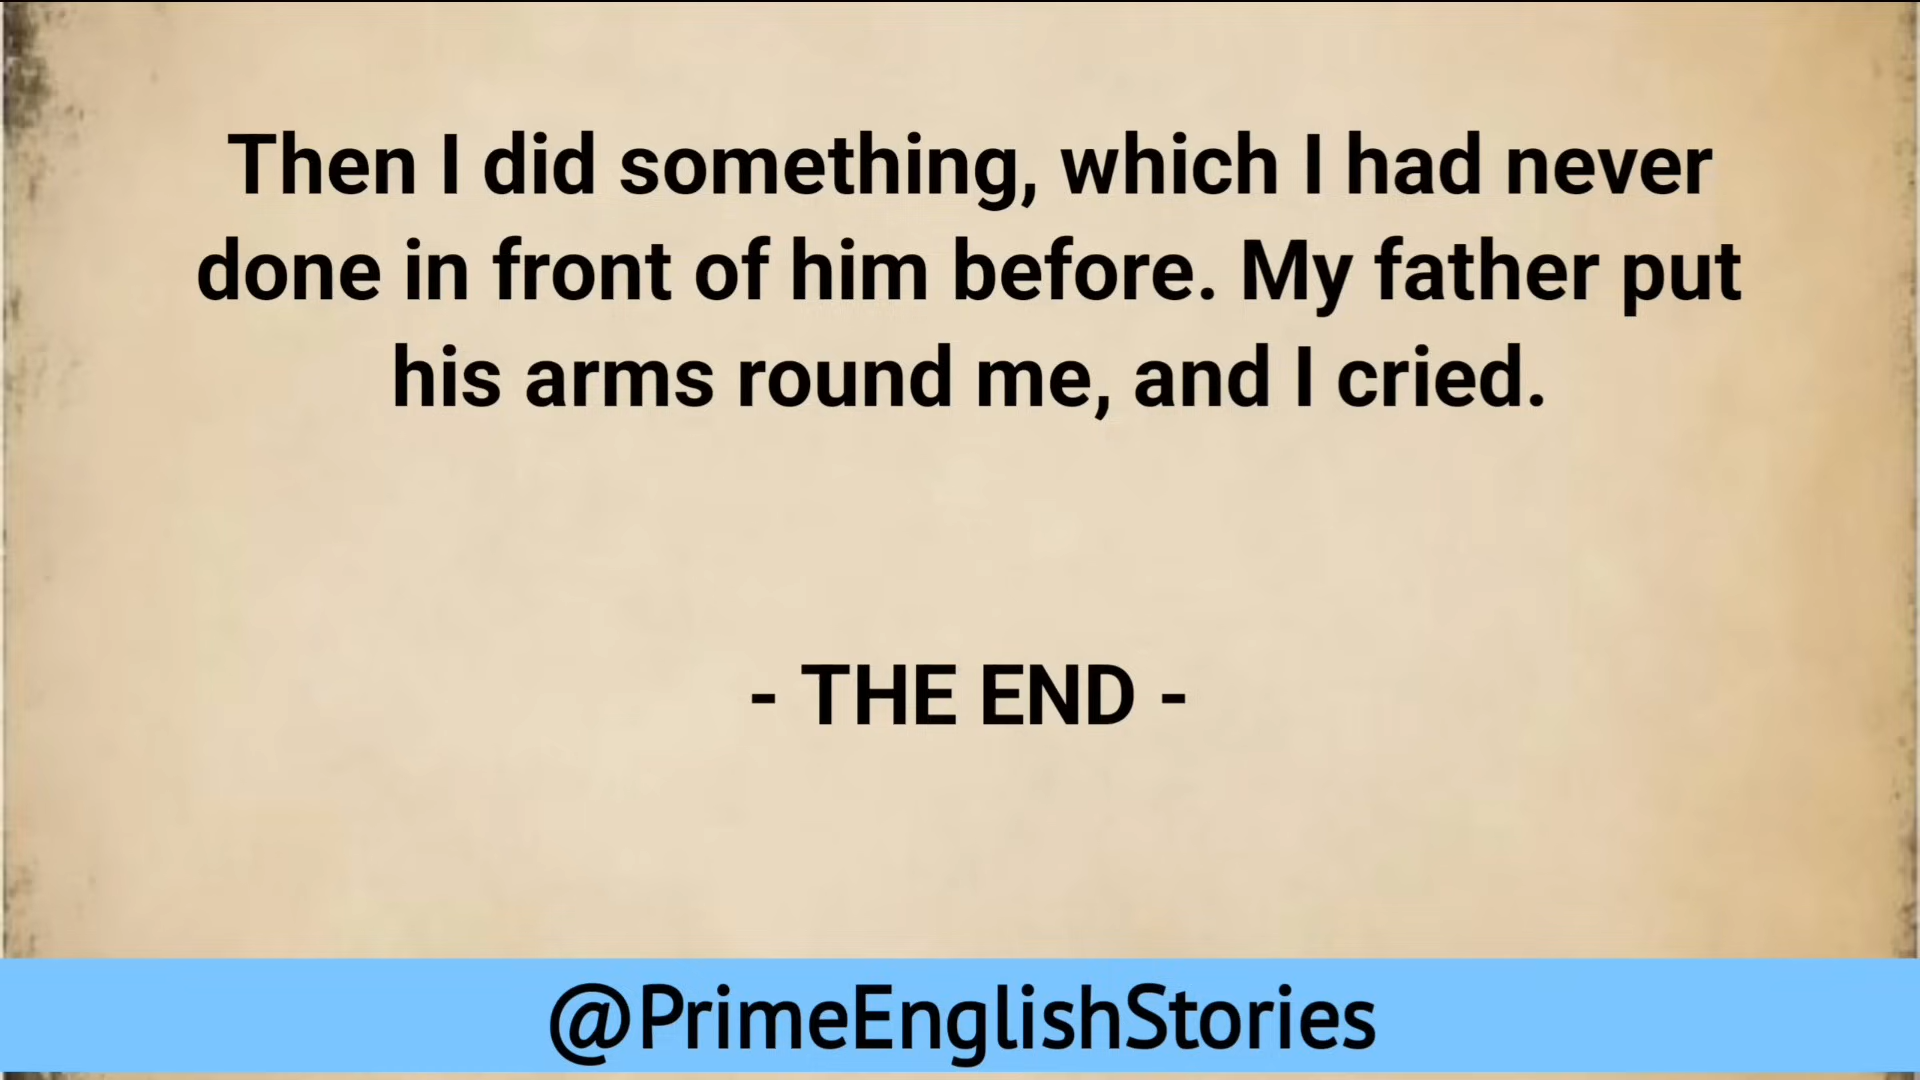 Then I did something, which I had never
done in front of him before. My father put
his arms round me, and I cried.
- THE END -
@PrimeEnglishStories